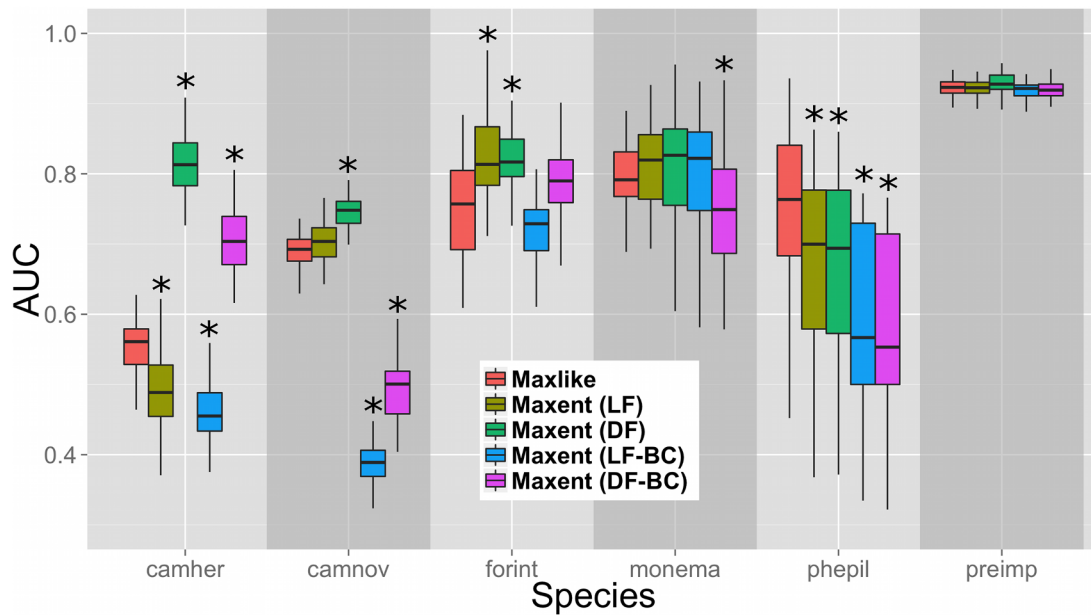 AUC
1.0
0.8
0.6
0.4
* * * * * * * * * * * * * * *
Maxlike
Maxent (LF)
Maxent (DF)
Maxent (LF-BC)
Maxent (DF-BC)
camher camnov forint monema phepil preimp
Species